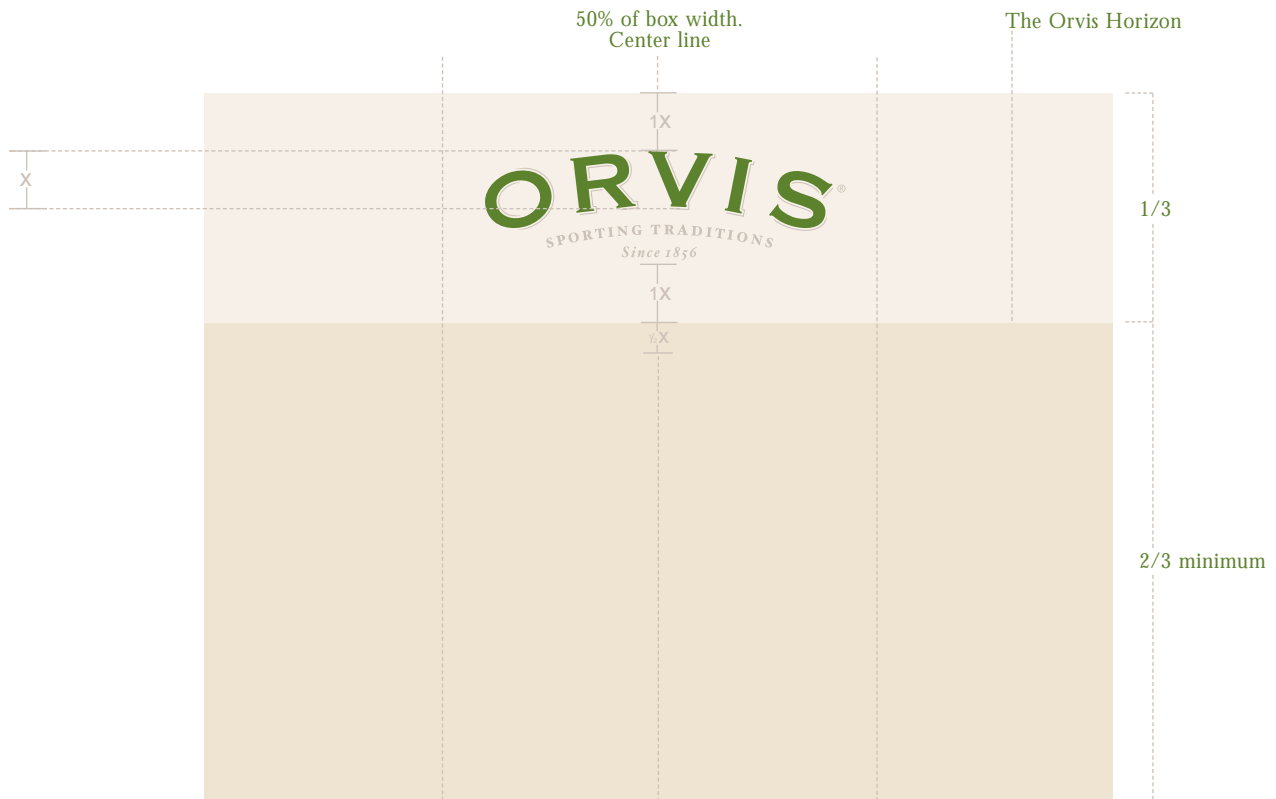 50% of box width.
Center line
The Orvis Horizon
1X
X
ORVIS®
1/3
SPORTING TRADITIONS
Since 1856
1X
½X
2/3 minimum